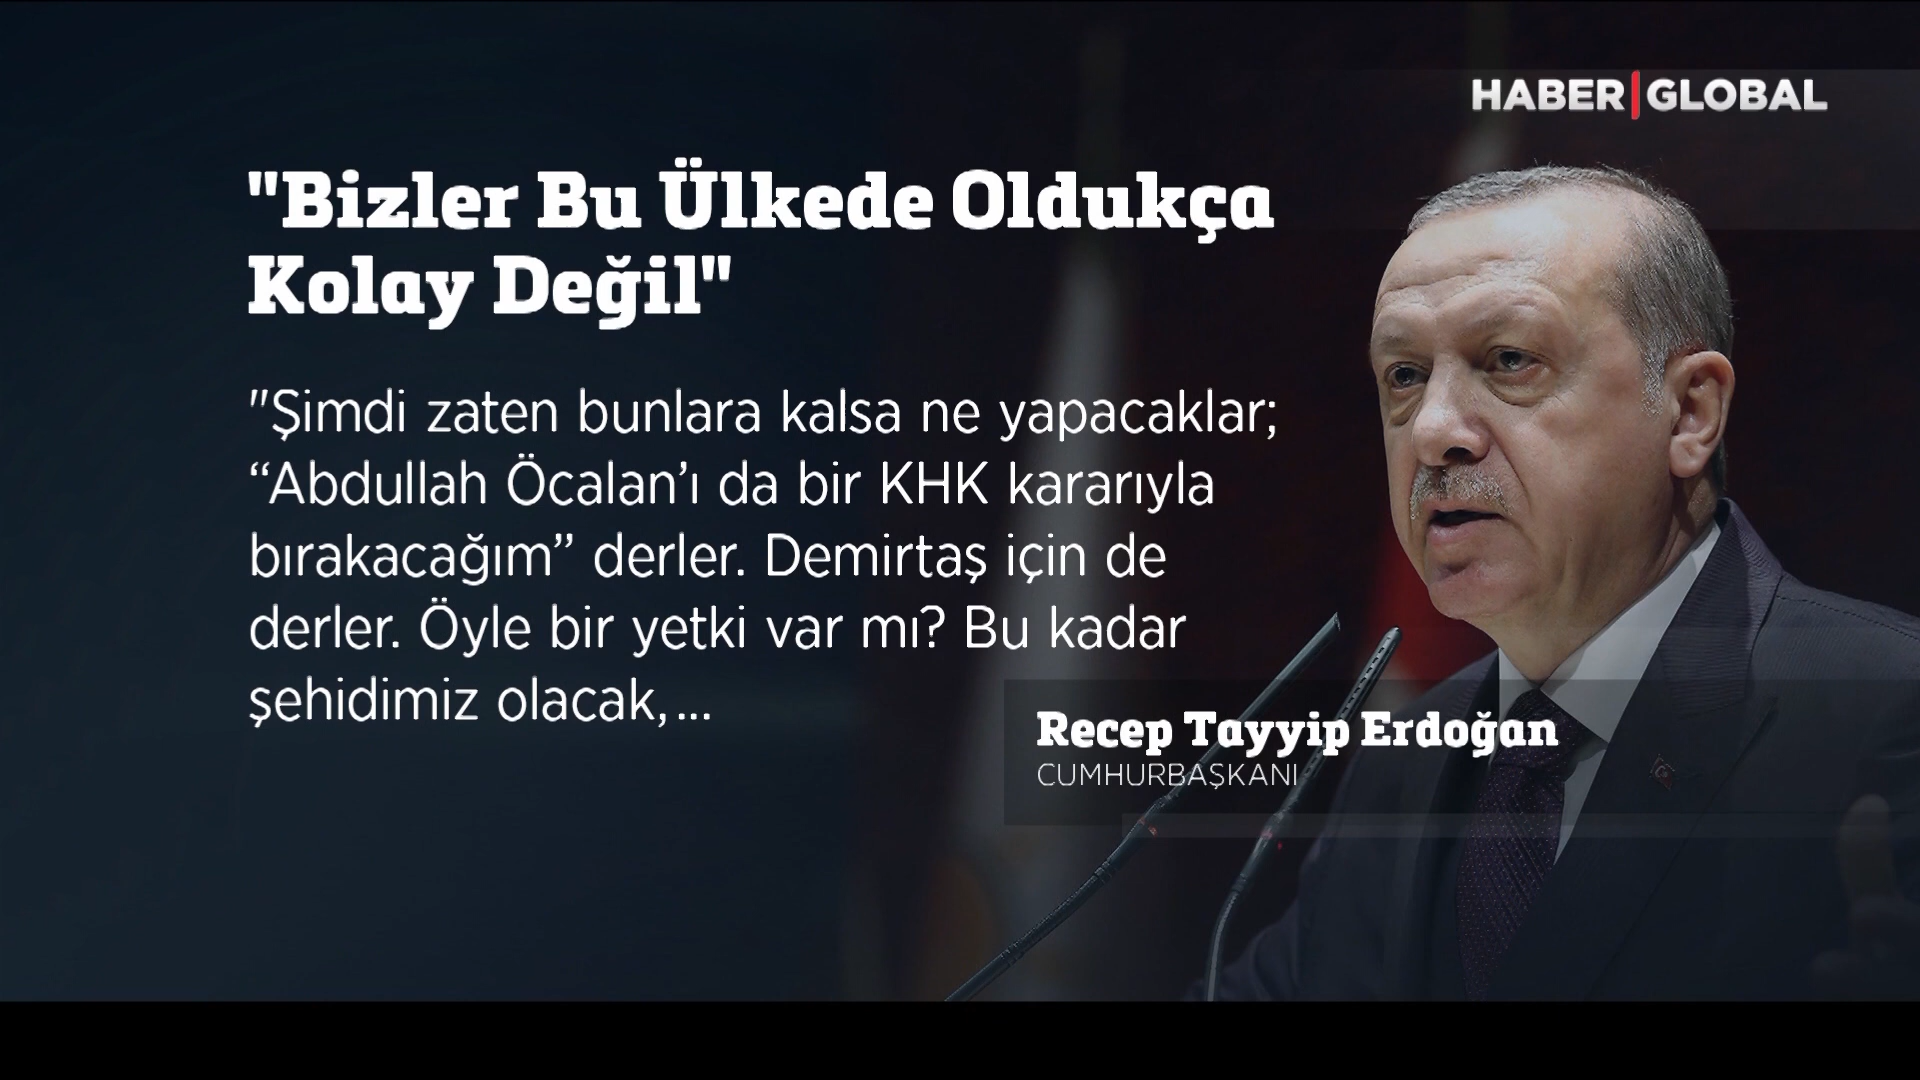 HABER|GLOBAL
"Bizler Bu Ülkede Oldukça
Kolay Değil"
"Şimdi zaten bunlara kalsa ne yapacaklar;
“Abdullah Öcalan’ı da bir KHK kararıyla
bırakacağım” derler. Demirtaş için de
derler. Öyle bir yetki var mı? Bu kadar
şehidimiz olacak,...
Recep Tayyip Erdoğan
CUMHURBAŞKANI